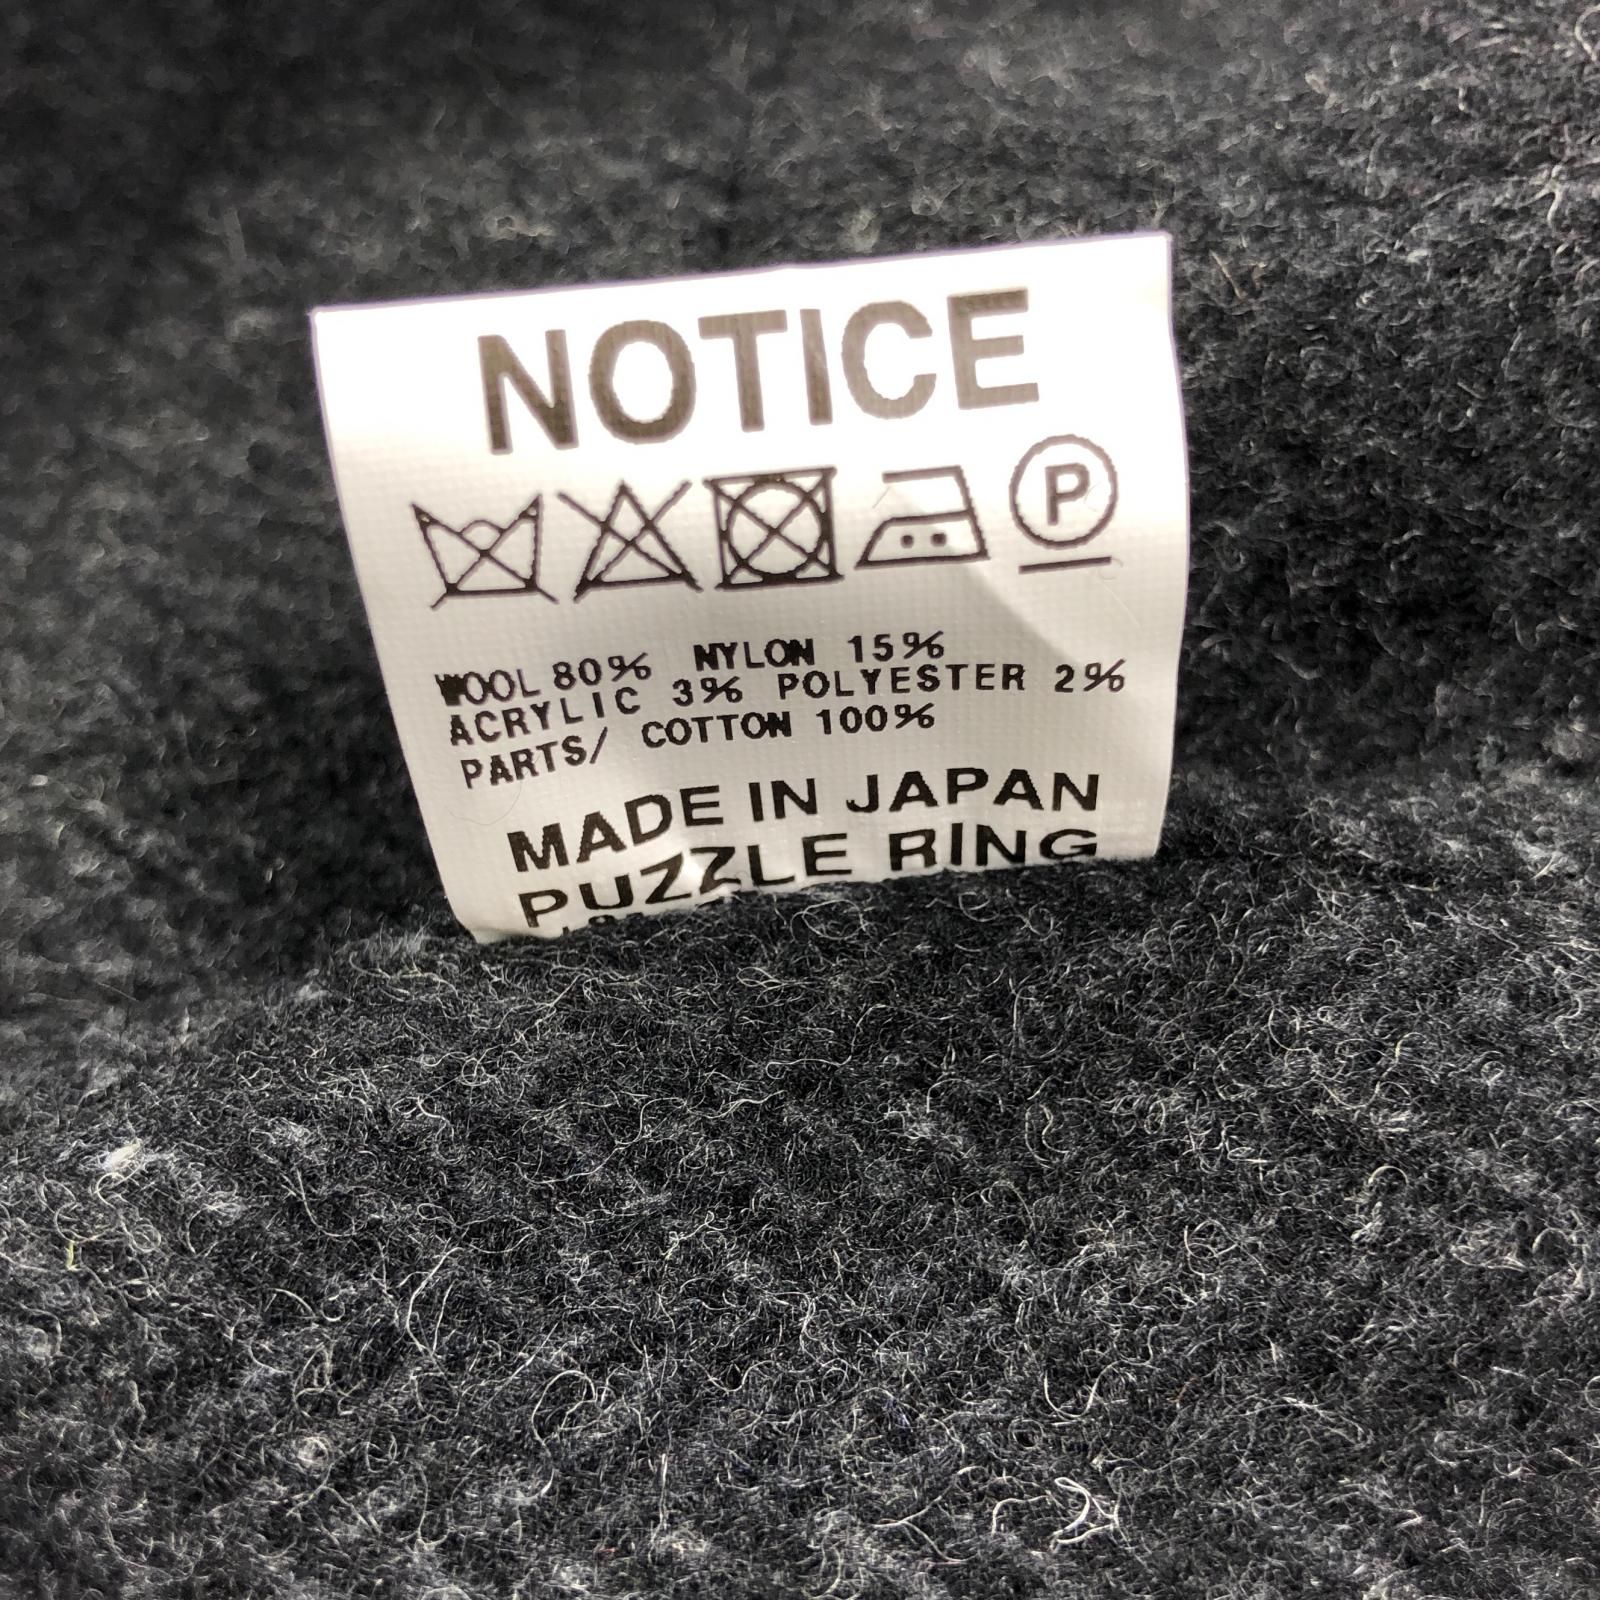 NOTICE
P
WOOL 80% NYLON 15%
ACRYLIC 3% POLYESTER 2%
PARTS/ COTTON 100%
MADE IN JAPAN
PUZZLE RING